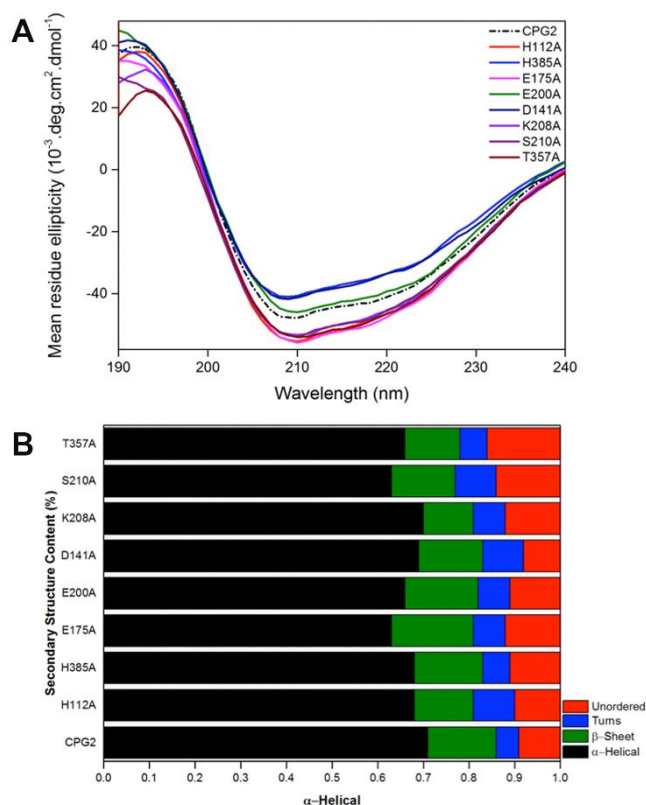 A
Mean residue ellipticity (10⁻³.deg.cm².dmol⁻¹)
40
20
0
-20
-40
190 200 210 220 230 240
Wavelength (nm)
CPG2
H112A
H385A
E175A
E200A
D141A
K208A
S210A
T357A
B
Secondary Structure Content (%)
T357A
S210A
K208A
D141A
E200A
E175A
H385A
H112A
CPG2
0.0 0.1 0.2 0.3 0.4 0.5 0.6 0.7 0.8 0.9 1.0
α-Helical
Unordered
Turns
β-Sheet
α-Helical